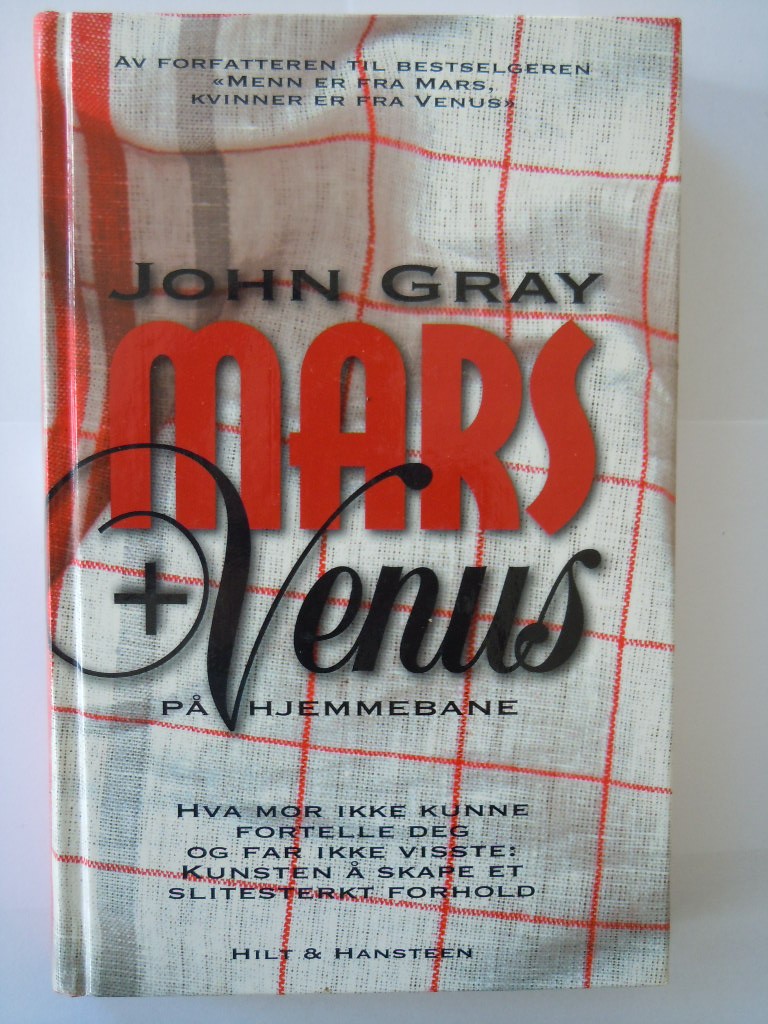 AV FORFATTEREN TIL BESTSELGEREN
«MENN ER FRA MARS,
KVINNER ER FRA VENUS»
JOHN GRAY
MARS
+ Venus
PÅ HJEMMEBANE
HVA MOR IKKE KUNNE
FORTELLE DEG
OG FAR IKKE VISSTE:
KUNSTEN Å SKAPE ET
SLITESTERKT FORHOLD
HILT & HANSTEEN